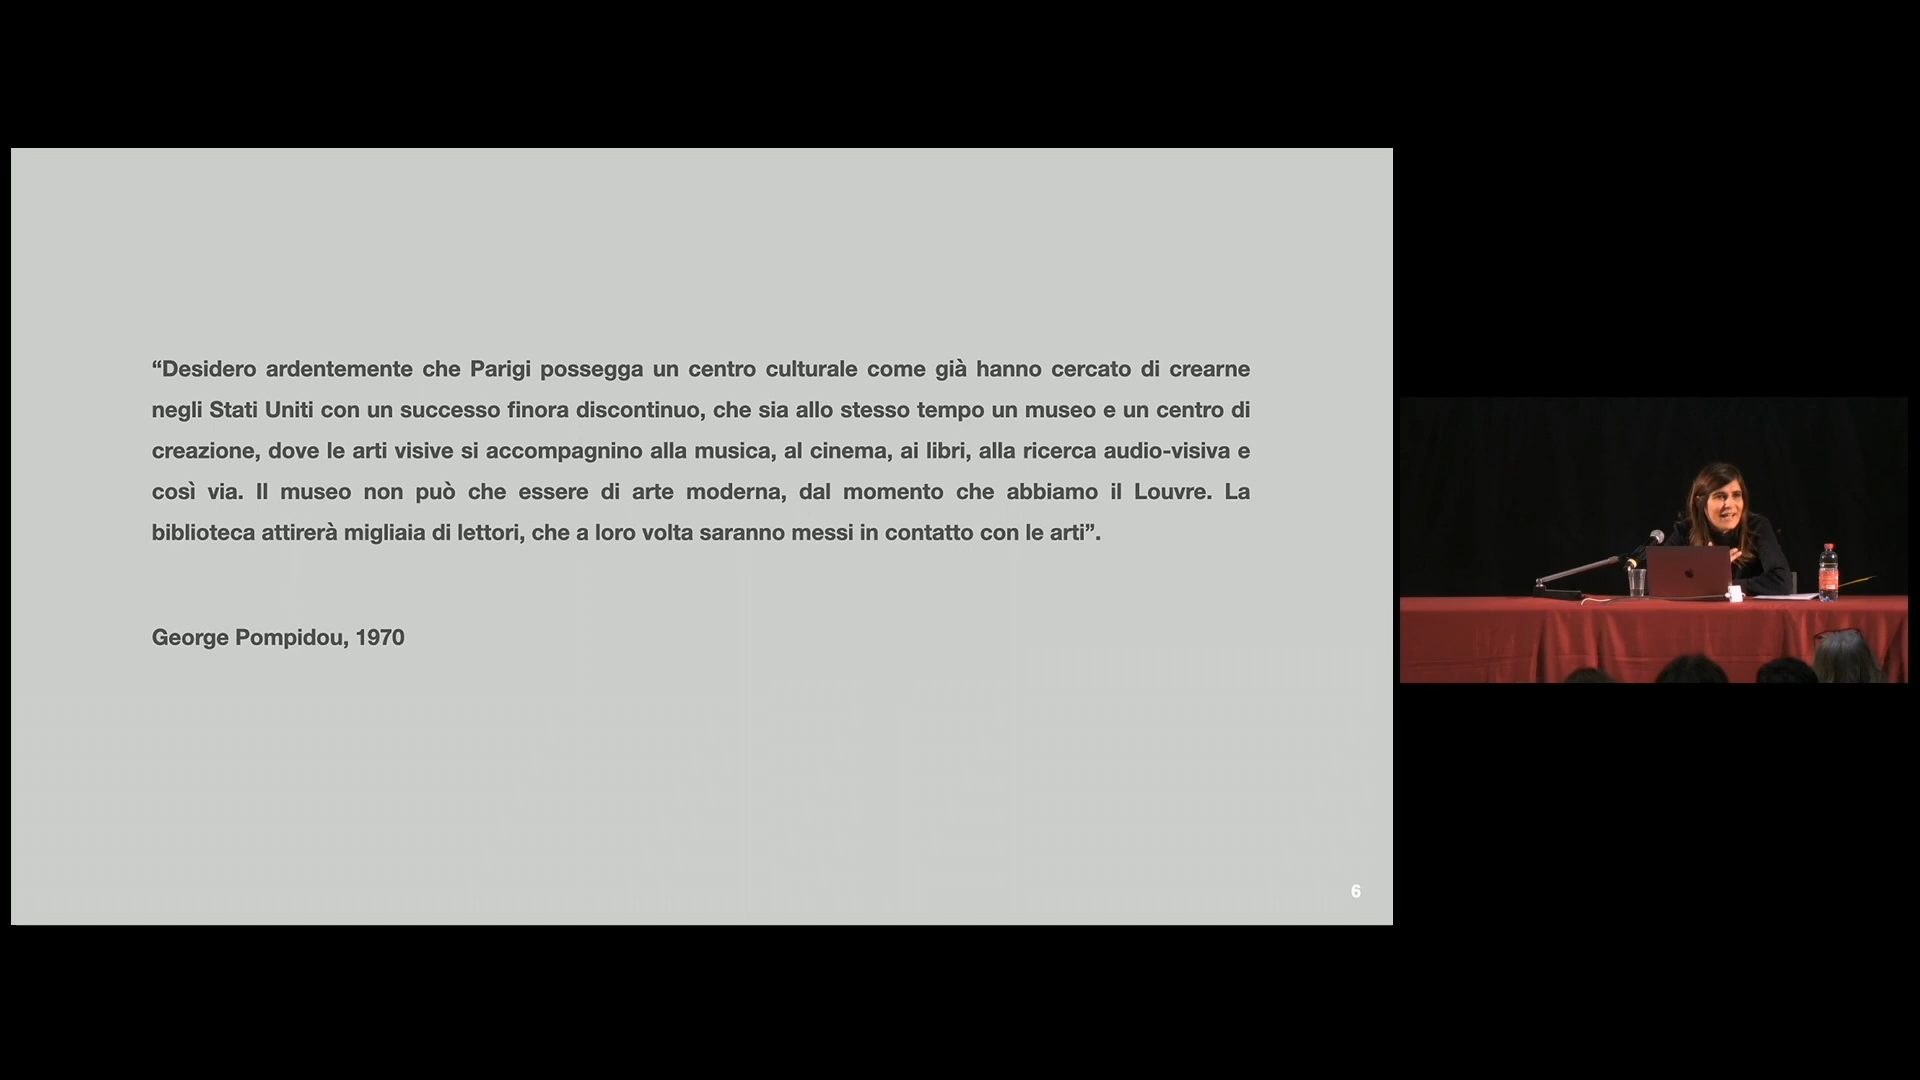 “Desidero ardentemente che Parigi possegga un centro culturale come già hanno cercato di crearne
negli Stati Uniti con un successo finora discontinuo, che sia allo stesso tempo un museo e un centro di
creazione, dove le arti visive si accompagnino alla musica, al cinema, ai libri, alla ricerca audio-visiva e
così via. Il museo non può che essere di arte moderna, dal momento che abbiamo il Louvre. La
biblioteca attirerà migliaia di lettori, che a loro volta saranno messi in contatto con le arti”.
George Pompidou, 1970
6